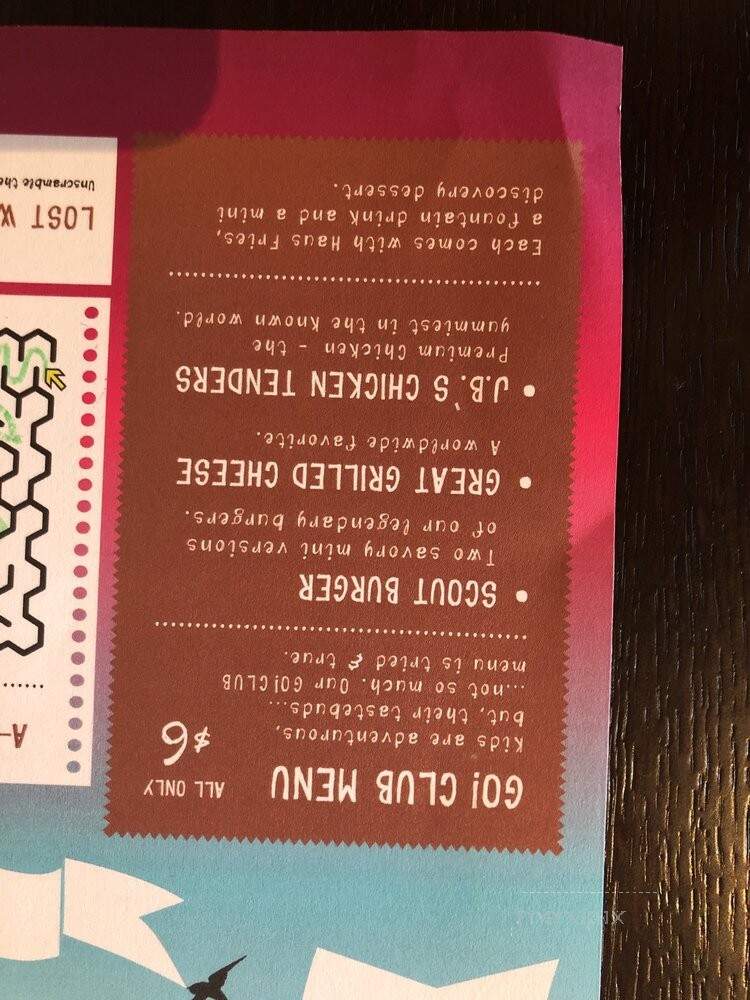 GO! CLUB MENU
ALL ONLY
$6
Kids are adventurous,
but, their tastebuds...
...not so much. Our GO!CLUB
menu is tried & true.
• SCOUT BURGER
Two savory mini versions
of our legendary burgers.
• GREAT GRILLED CHEESE
A worldwide favorite.
• J.B.'S CHICKEN TENDERS
Premium Chicken - the
yummiest in the known world.
Each comes with Haus Fries,
a fountain drink and a mini
discovery dessert.
A-
LOST W
Unscramble the